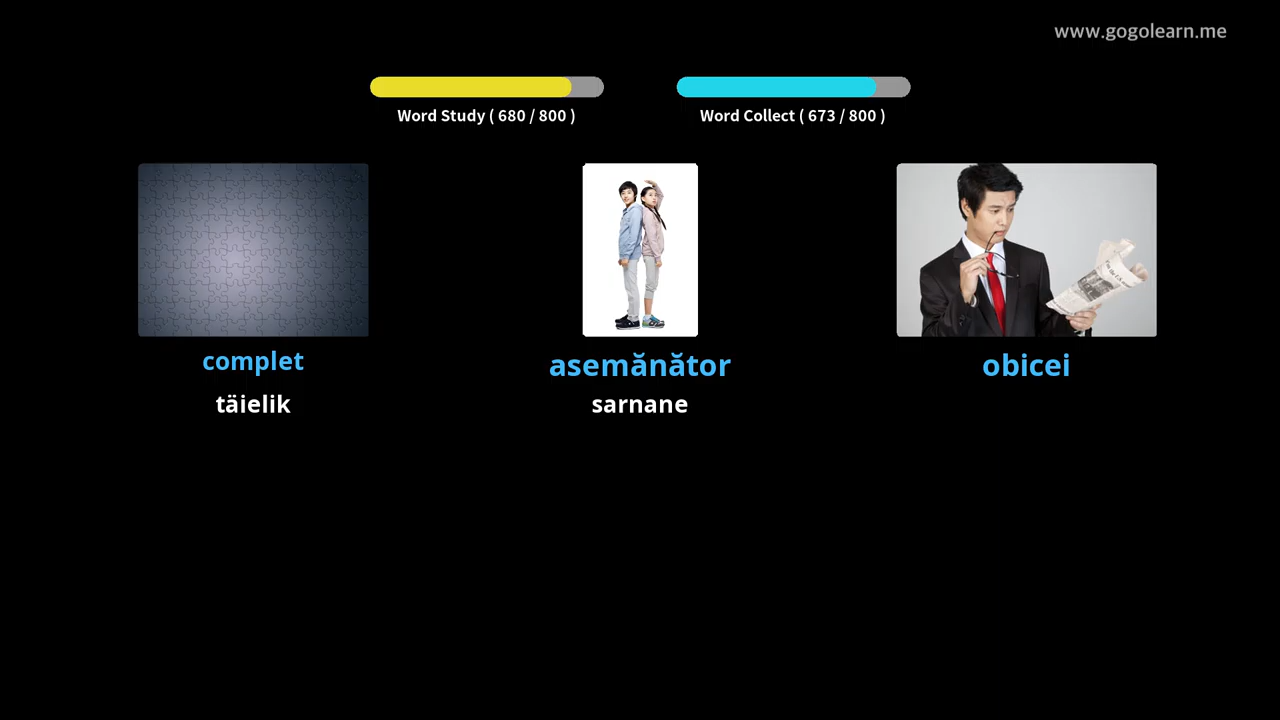 www.gogolearn.me
Word Study ( 680 / 800 )
Word Collect ( 673 / 800 )
complet
asemănător
obicei
täielik
sarnane